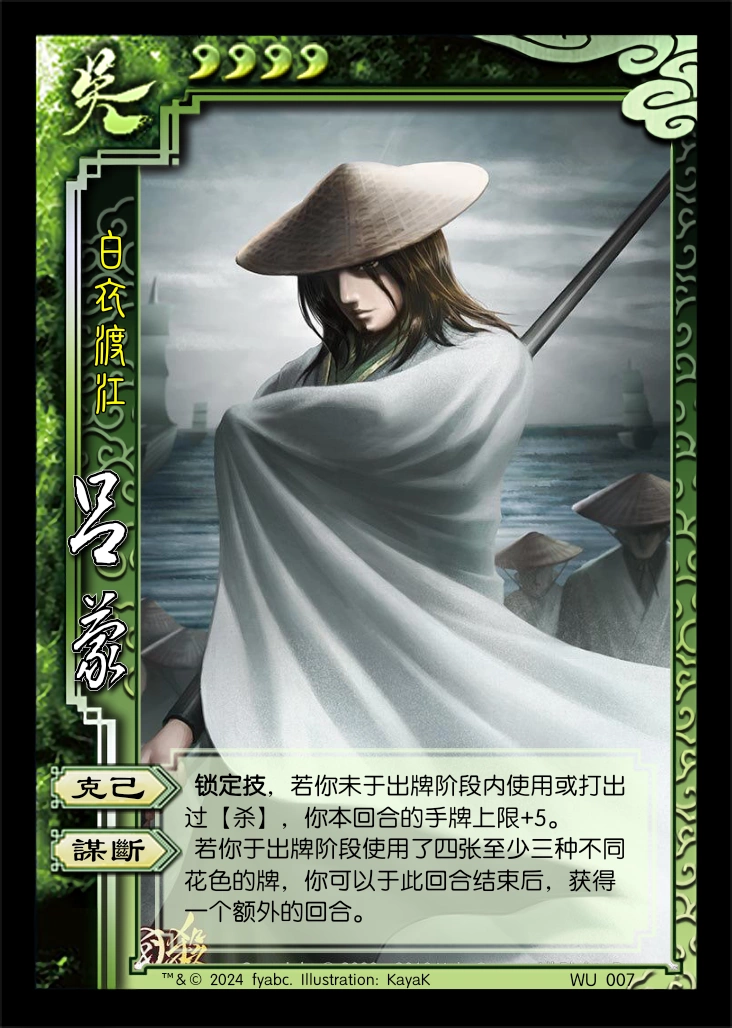 吴
白衣渡江
吕蒙
克己
锁定技，若你未于出牌阶段内使用或打出
过【杀】，你本回合的手牌上限+5。
謀斷
若你于出牌阶段使用了四张至少三种不同
花色的牌，你可以于此回合结束后，获得
一个额外的回合。
™&© 2024 fyabc. Illustration: KayaK
WU 007